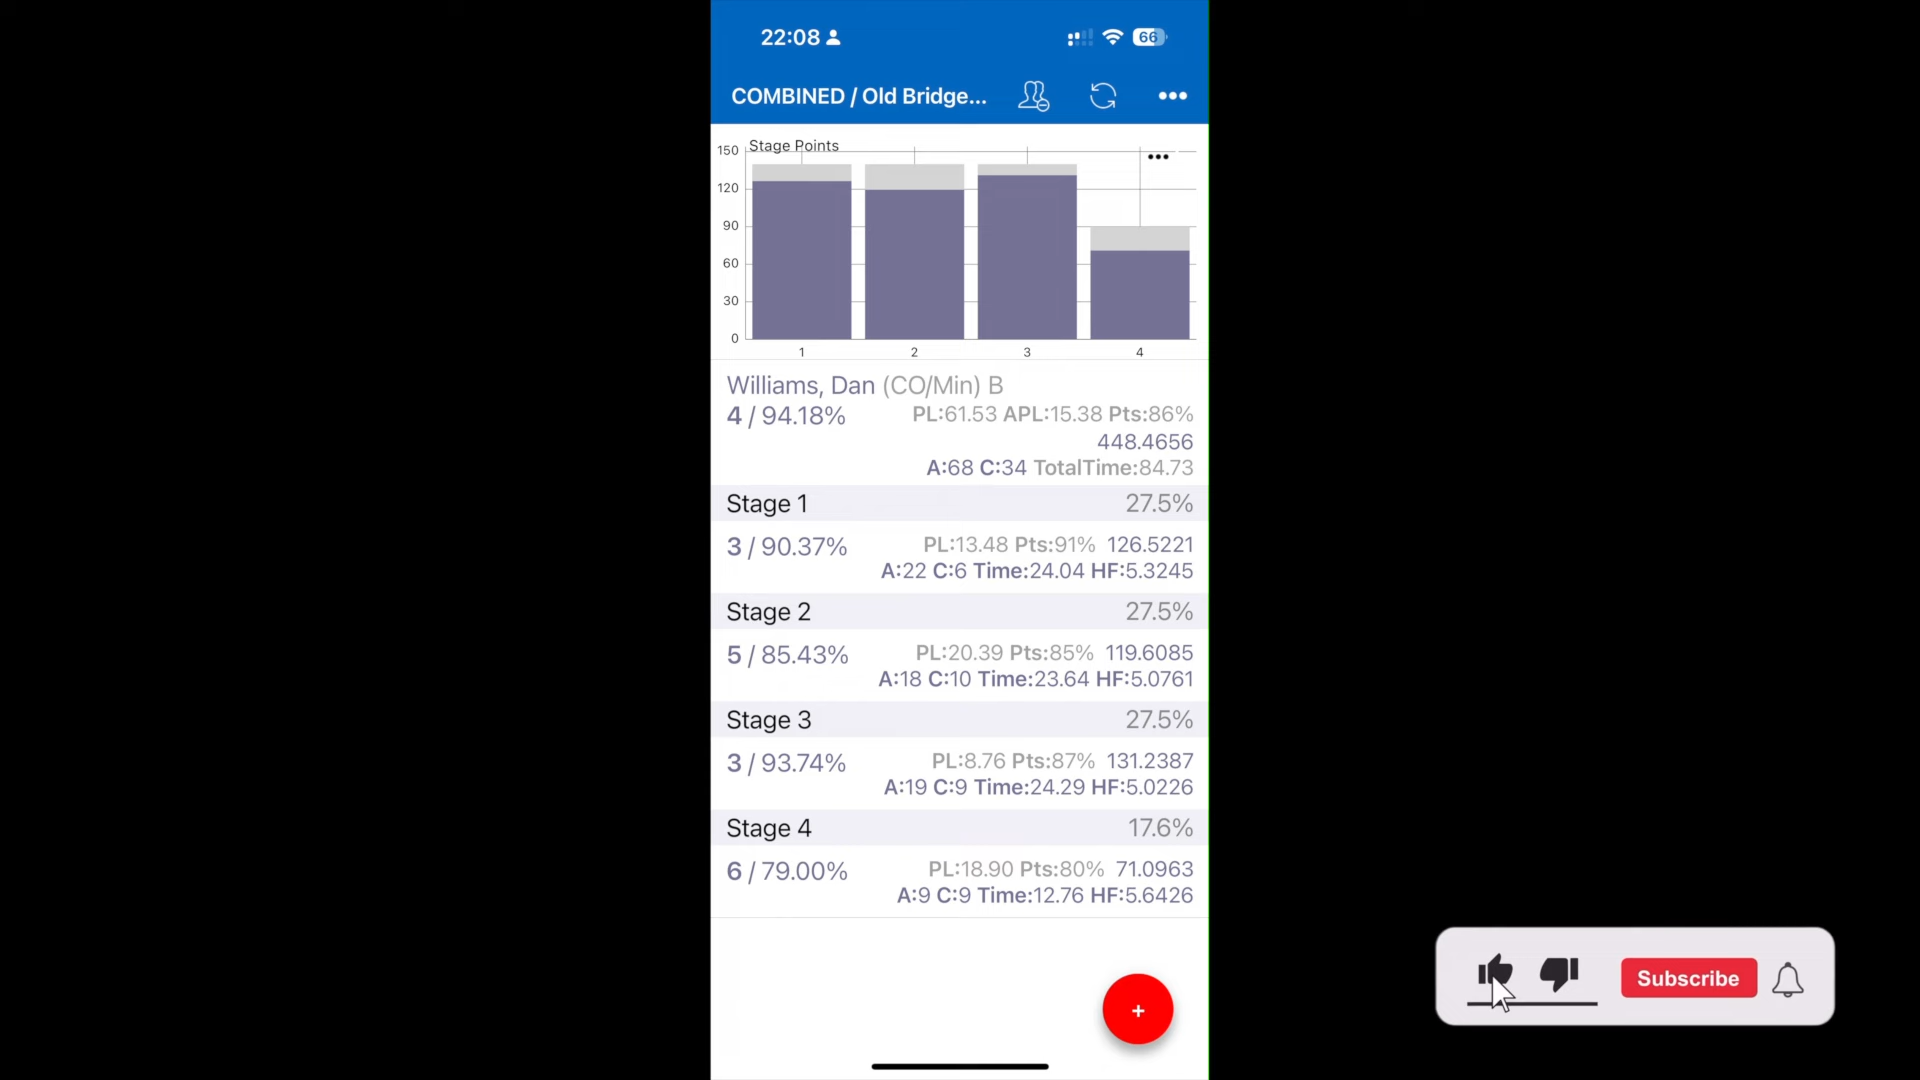 22:08
66
COMBINED / Old Bridge...
Stage Points
150
120
90
60
30
0
1 2 3 4
Williams, Dan (CO/Min) B
4 / 94.18% PL:61.53 APL:15.38 Pts:86%
448.4656
A:68 C:34 TotalTime:84.73
Stage 1 27.5%
3 / 90.37% PL:13.48 Pts:91% 126.5221
A:22 C:6 Time:24.04 HF:5.3245
Stage 2 27.5%
5 / 85.43% PL:20.39 Pts:85% 119.6085
A:18 C:10 Time:23.64 HF:5.0761
Stage 3 27.5%
3 / 93.74% PL:8.76 Pts:87% 131.2387
A:19 C:9 Time:24.29 HF:5.0226
Stage 4 17.6%
6 / 79.00% PL:18.90 Pts:80% 71.0963
A:9 C:9 Time:12.76 HF:5.6426
+
Subscribe